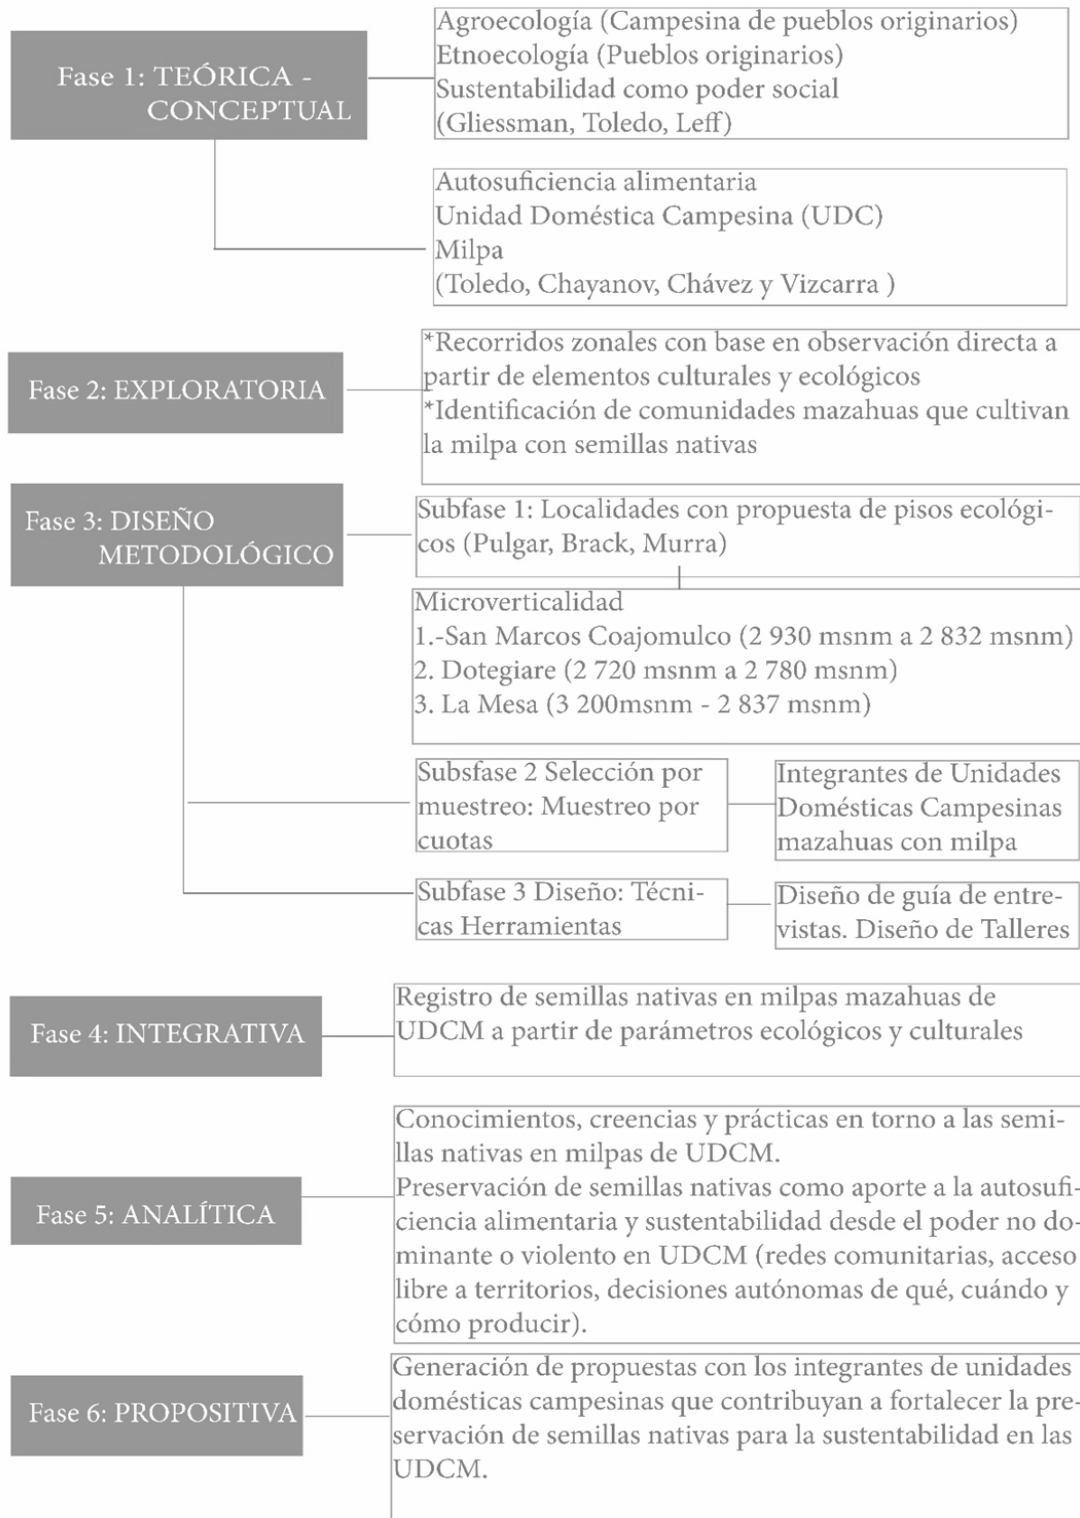 Fase 1: TEÓRICA -
CONCEPTUAL
Agroecología (Campesina de pueblos originarios)
Etnoecología (Pueblos originarios)
Sustentabilidad como poder social
(Gliessman, Toledo, Leff)
Autosuficiencia alimentaria
Unidad Doméstica Campesina (UDC)
Milpa
(Toledo, Chayanov, Chávez y Vizcarra )
Fase 2: EXPLORATORIA
*Recorridos zonales con base en observación directa a
partir de elementos culturales y ecológicos
*Identificación de comunidades mazahuas que cultivan
la milpa con semillas nativas
Fase 3: DISEÑO
METODOLÓGICO
Subfase 1: Localidades con propuesta de pisos ecológi-
cos (Pulgar, Brack, Murra)
Microverticalidad
1.-San Marcos Coajomulco (2 930 msnm a 2 832 msnm)
2. Dotegiare (2 720 msnm a 2 780 msnm)
3. La Mesa (3 200msnm - 2 837 msnm)
Subsfase 2 Selección por
muestreo: Muestreo por
cuotas
Integrantes de Unidades
Domésticas Campesinas
mazahuas con milpa
Subfase 3 Diseño: Técni-
cas Herramientas
Diseño de guía de entre-
vistas. Diseño de Talleres
Fase 4: INTEGRATIVA
Registro de semillas nativas en milpas mazahuas de
UDCM a partir de parámetros ecológicos y culturales
Fase 5: ANALÍTICA
Conocimientos, creencias y prácticas en torno a las semi-
llas nativas en milpas de UDCM.
Preservación de semillas nativas como aporte a la autosufi-
ciencia alimentaria y sustentabilidad desde el poder no do-
minante o violento en UDCM (redes comunitarias, acceso
libre a territorios, decisiones autónomas de qué, cuándo y
cómo producir).
Fase 6: PROPOSITIVA
Generación de propuestas con los integrantes de unidades
domésticas campesinas que contribuyan a fortalecer la pre-
servación de semillas nativas para la sustentabilidad en las
UDCM.